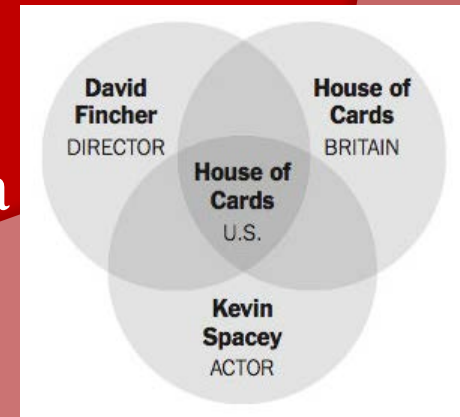 David
Fincher
DIRECTOR
House of
Cards
BRITAIN
House of
Cards
U.S.
Kevin
Spacey
ACTOR
a